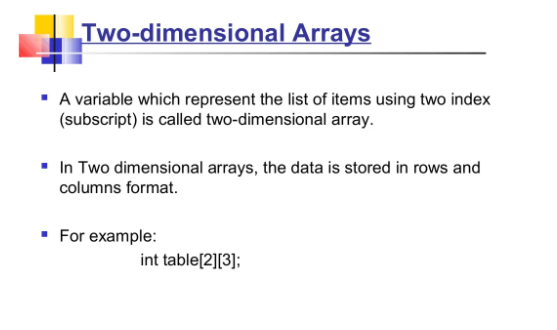 Two-dimensional Arrays
A variable which represent the list of items using two index
(subscript) is called two-dimensional array.
In Two dimensional arrays, the data is stored in rows and
columns format.
For example:
int table[2][3];